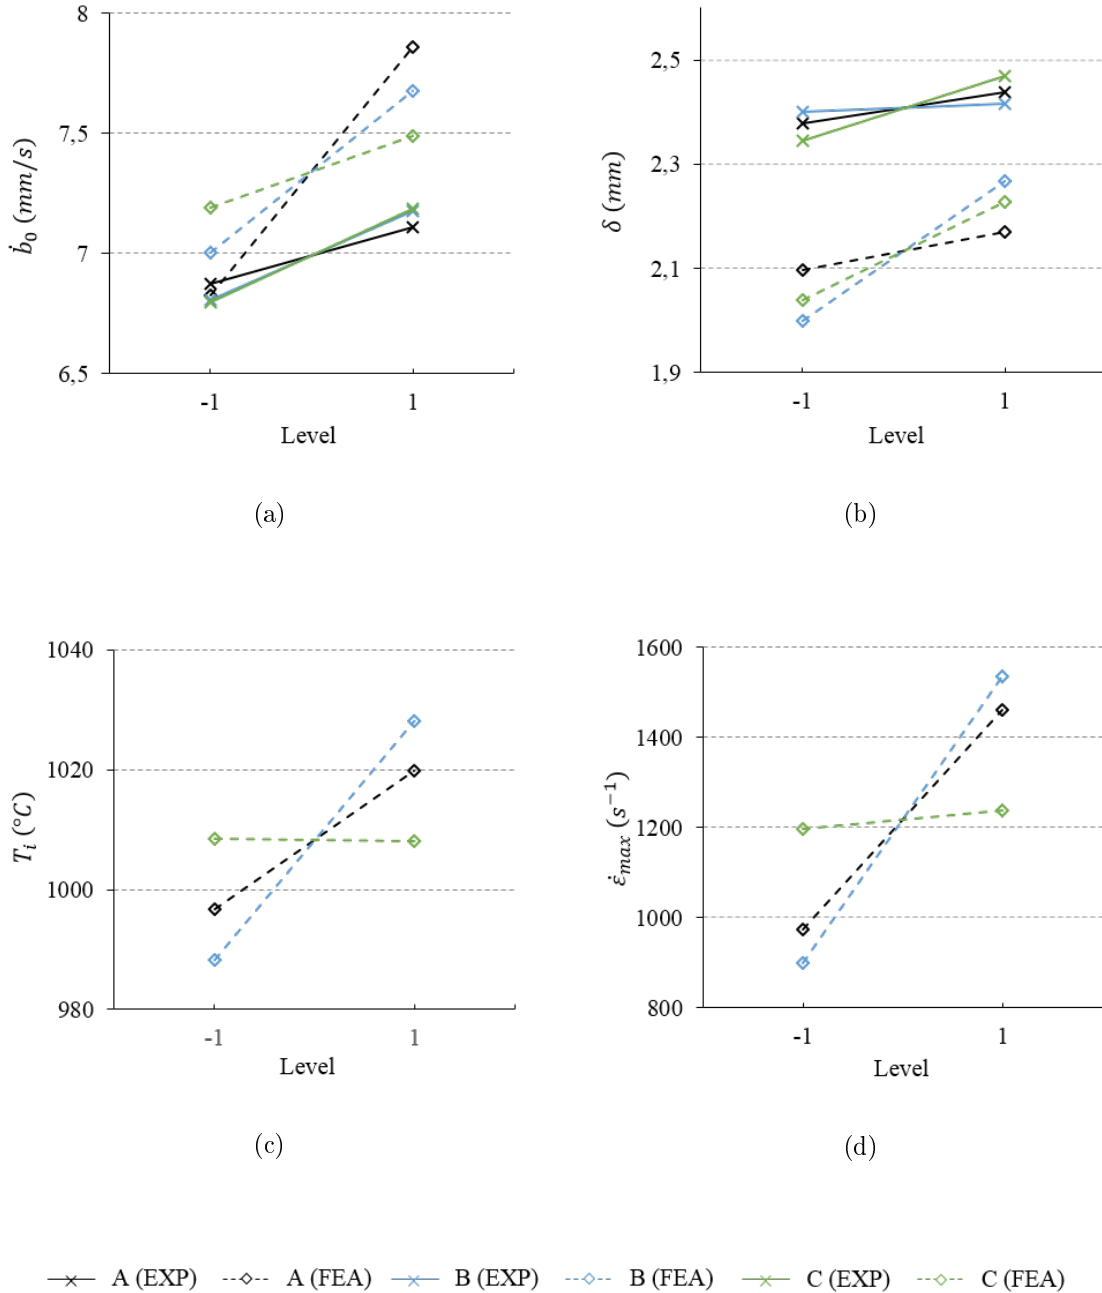 8
7,5
7
6,5
ḃ₀ (mm/s)
-1 1
Level
(a)
2,5
2,3
2,1
1,9
δ (mm)
-1 1
Level
(b)
1040
1020
1000
980
Tᵢ (°C)
-1 1
Level
(c)
1600
1400
1200
1000
800
ε̇ₘₐₓ (s⁻¹)
-1 1
Level
(d)
A (EXP) A (FEA) B (EXP) B (FEA) C (EXP) C (FEA)